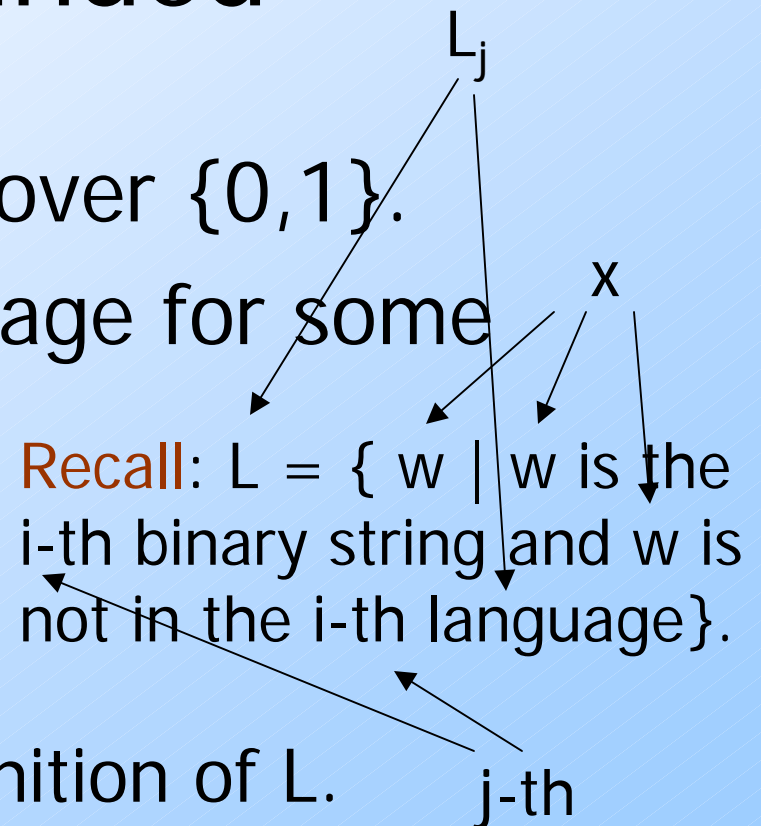 L_j
over {0,1}.
x
age for some
Recall: L = { w | w is the
i-th binary string and w is
not in the i-th language}.
nition of L.
j-th